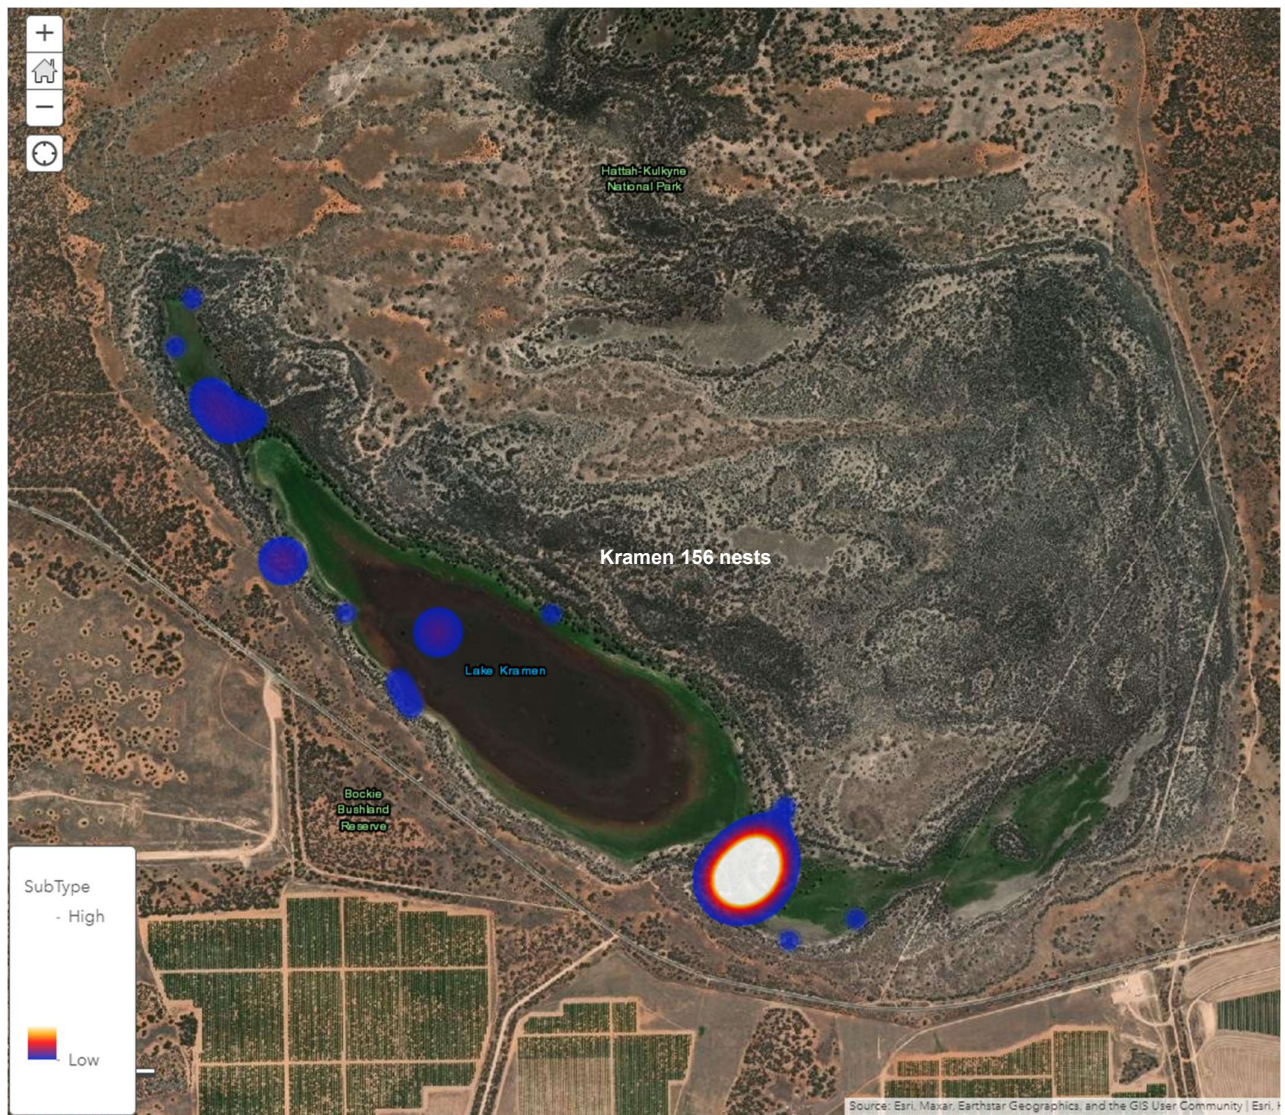 +
−
Hattah-Kulkyne
National Park
Kramen 156 nests
Lake Kramen
Bockie
Bushland
Reserve
SubType
- High
- Low
Source: Esri, Maxar, Earthstar Geographics, and the GIS User Community | Esri,